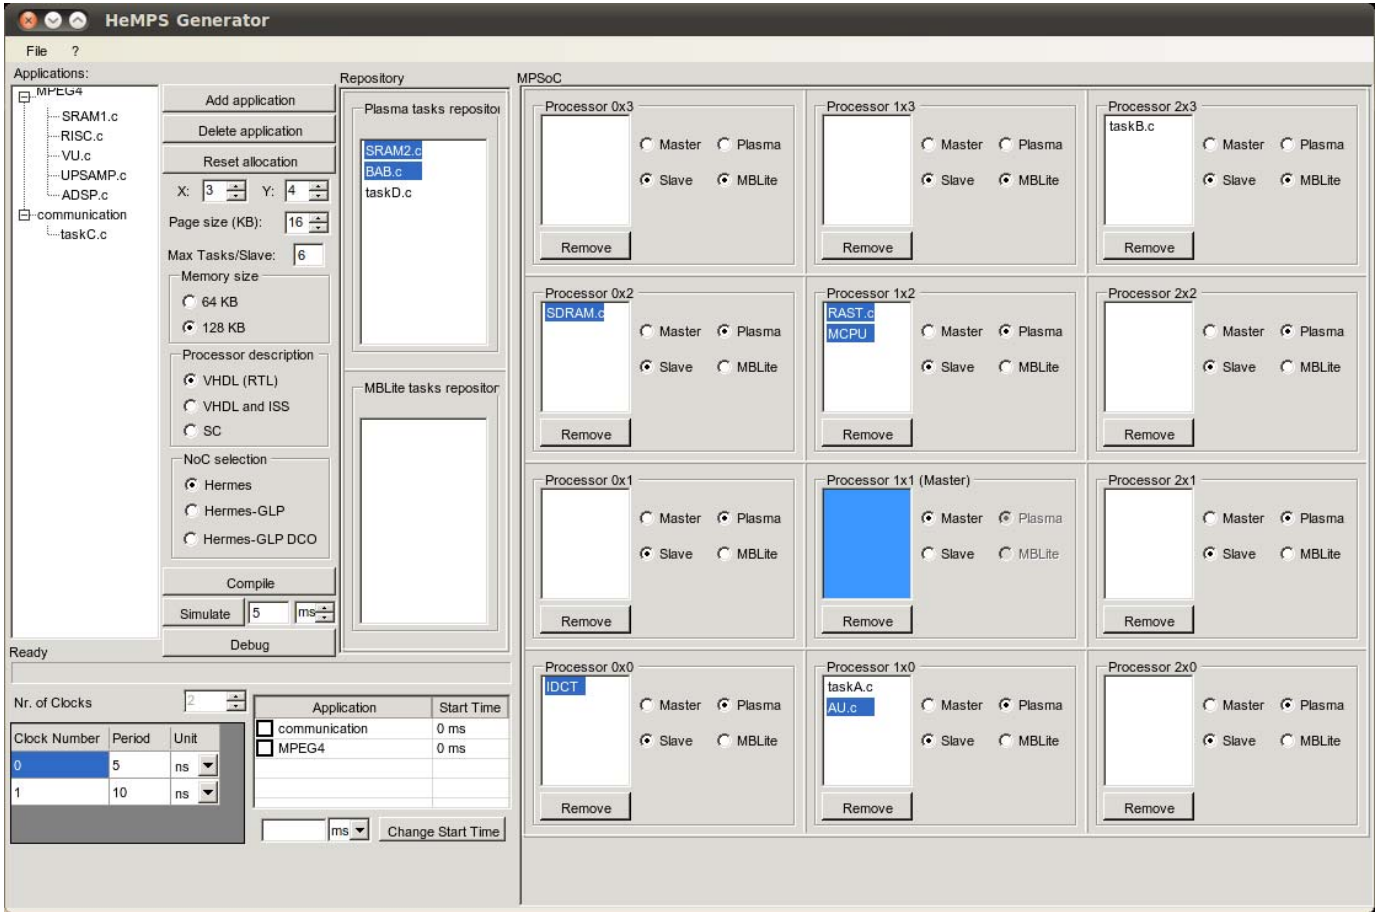 HeMPS Generator
File ?
Applications:
MPEG4
SRAM1.c
RISC.c
VU.c
UPSAMP.c
ADSP.c
communication
taskC.c
Add application
Delete application
Reset allocation
X: 3 Y: 4
Page size (KB): 16
Max Tasks/Slave: 6
Memory size
64 KB
128 KB
Processor description
VHDL (RTL)
VHDL and ISS
SC
NoC selection
Hermes
Hermes-GLP
Hermes-GLP DCO
Compile
Simulate 5 ms
Debug
Repository
Plasma tasks repositor
SRAM2.c
BAB.c
taskD.c
MBLite tasks repositor
MPSoC
Processor 0x3
Master Plasma
Slave MBLite
Remove
Processor 1x3
Master Plasma
Slave MBLite
Remove
Processor 2x3
taskB.c
Master Plasma
Slave MBLite
Remove
Processor 0x2
SDRAM.c
Master Plasma
Slave MBLite
Remove
Processor 1x2
RAST.c
MCPU
Master Plasma
Slave MBLite
Remove
Processor 2x2
Master Plasma
Slave MBLite
Remove
Processor 0x1
Master Plasma
Slave MBLite
Remove
Processor 1x1 (Master)
Master Plasma
Slave MBLite
Remove
Processor 2x1
Master Plasma
Slave MBLite
Remove
Processor 0x0
IDCT
Master Plasma
Slave MBLite
Remove
Processor 1x0
taskA.c
AU.c
Master Plasma
Slave MBLite
Remove
Processor 2x0
Master Plasma
Slave MBLite
Remove
Ready
Nr. of Clocks 2
Clock Number Period Unit
0 5 ns
1 10 ns
Application Start Time
communication 0 ms
MPEG4 0 ms
ms Change Start Time